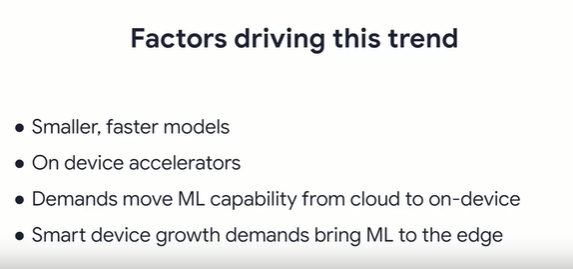 Factors driving this trend
● Smaller, faster models
● On device accelerators
● Demands move ML capability from cloud to on-device
● Smart device growth demands bring ML to the edge